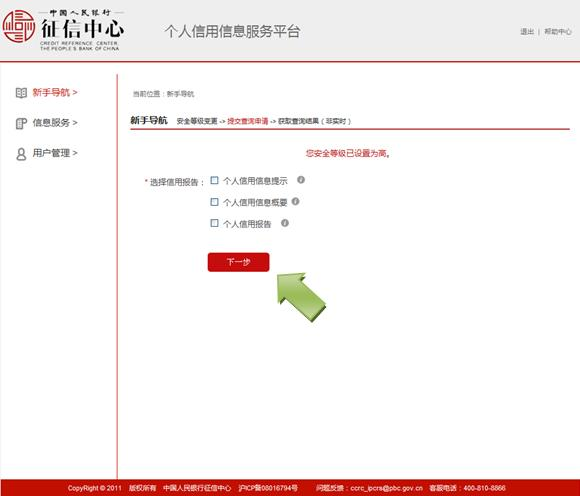 中国人民银行
征信中心
CREDIT REFERENCE CENTER,
THE PEOPLE'S BANK OF CHINA
个人信用信息服务平台
退出 | 帮助中心
新手导航 >
信息服务 >
用户管理 >
当前位置：新手导航
新手导航 安全等级变更 -> 提交查询申请 -> 获取查询结果（非实时）
您安全等级已设置为高。
* 选择信用报告： 个人信用信息提示 i
个人信用信息概要 i
个人信用报告 i
下一步
CopyRight © 2011 版权所有 中国人民银行征信中心 沪ICP备08016794号 问题反馈：ccrc_ipcrs@pbc.gov.cn 客服电话：400-810-8866